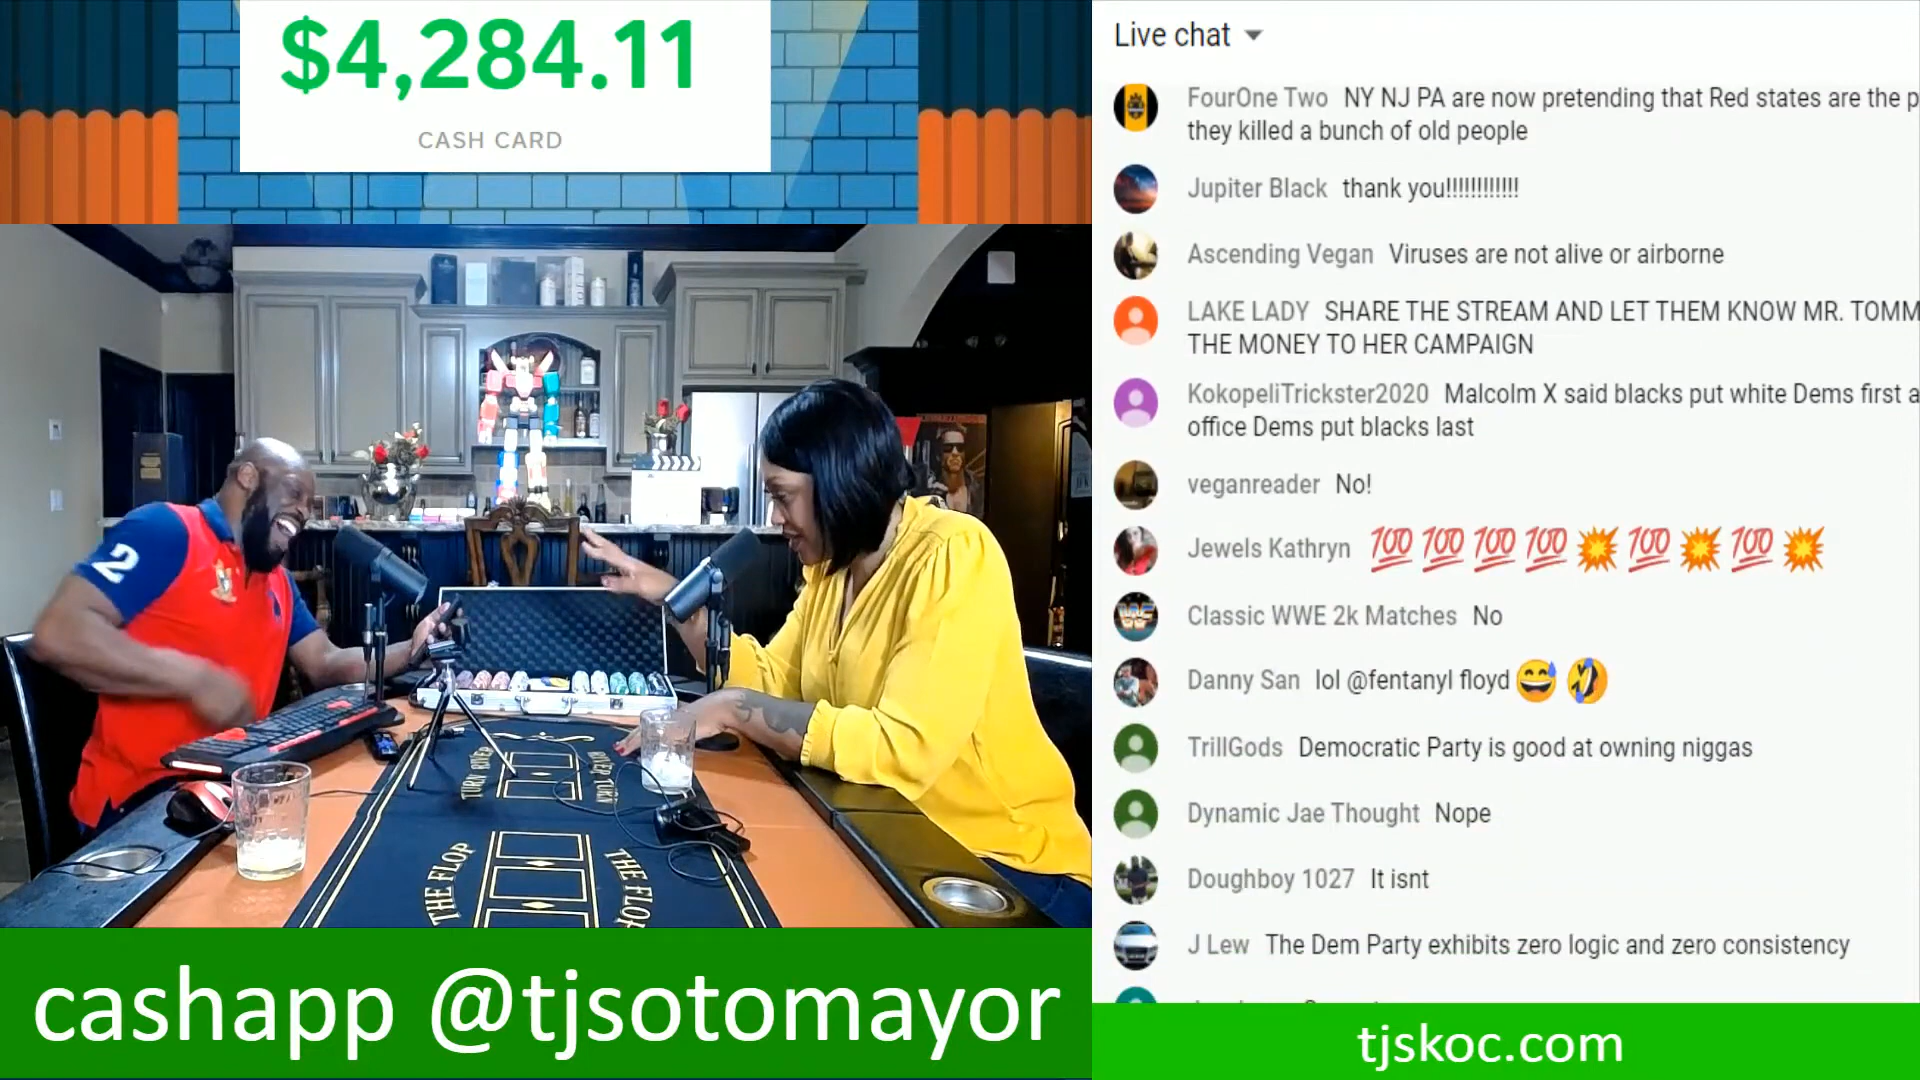 $4,284.11
CASH CARD
2
TURN RIVER
RIVER TURN
THE FLOP
THE FLOP
cashapp @tjsotomayor
Live chat
FourOne Two NY NJ PA are now pretending that Red states are the p
they killed a bunch of old people
Jupiter Black thank you!!!!!!!!!!!!
Ascending Vegan Viruses are not alive or airborne
LAKE LADY SHARE THE STREAM AND LET THEM KNOW MR. TOMM
THE MONEY TO HER CAMPAIGN
KokopeliTrickster2020 Malcolm X said blacks put white Dems first a
office Dems put blacks last
veganreader No!
Jewels Kathryn 💯💯💯💯💥💯💥💯💥
Classic WWE 2k Matches No
Danny San lol @fentanyl floyd 😅🤣
TrillGods Democratic Party is good at owning niggas
Dynamic Jae Thought Nope
Doughboy 1027 It isnt
J Lew The Dem Party exhibits zero logic and zero consistency
tjskoc.com